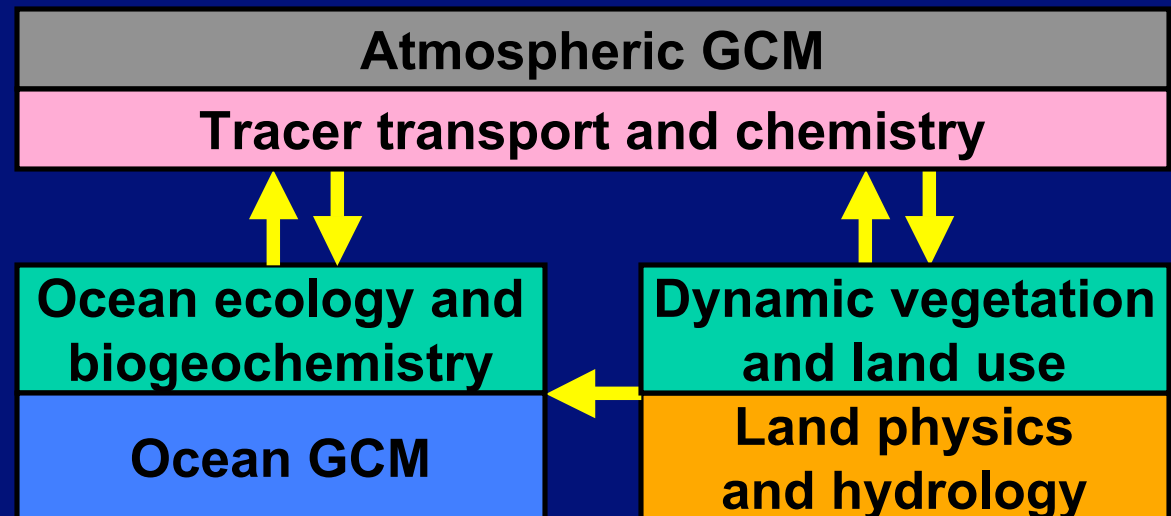 Atmospheric GCM
Tracer transport and chemistry
Ocean ecology and
biogeochemistry
Ocean GCM
Dynamic vegetation
and land use
Land physics
and hydrology